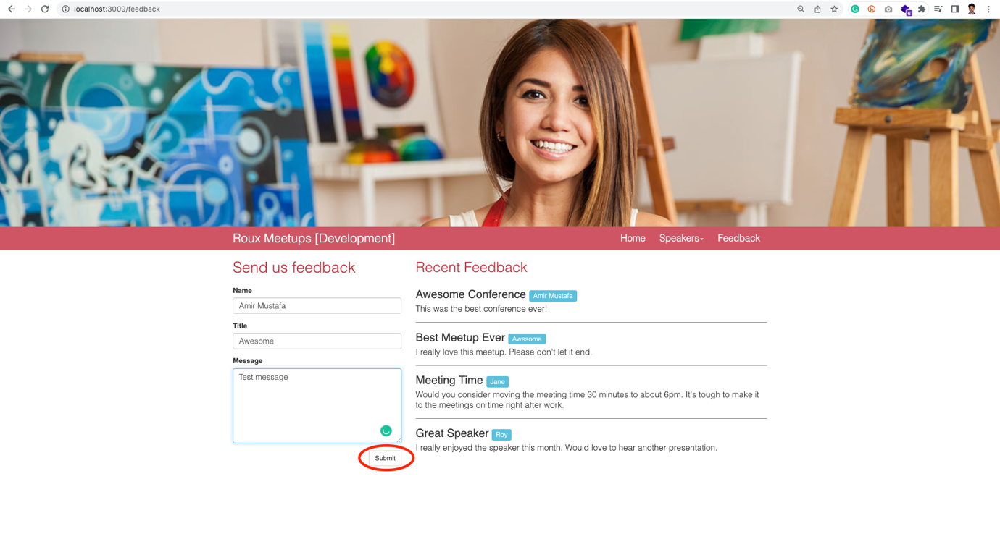 localhost:3009/feedback
6
Roux Meetups [Development]
Home Speakers Feedback
Send us feedback
Name
Amir Mustafa
Title
Awesome
Message
Test message
Submit
Recent Feedback
Awesome Conference Amir Mustafa
This was the best conference ever!
Best Meetup Ever Awesome
I really love this meetup. Please don't let it end.
Meeting Time Jane
Would you consider moving the meeting time 30 minutes to about 6pm. It's tough to make it
to the meetings on time right after work.
Great Speaker Roy
I really enjoyed the speaker this month. Would love to hear another presentation.